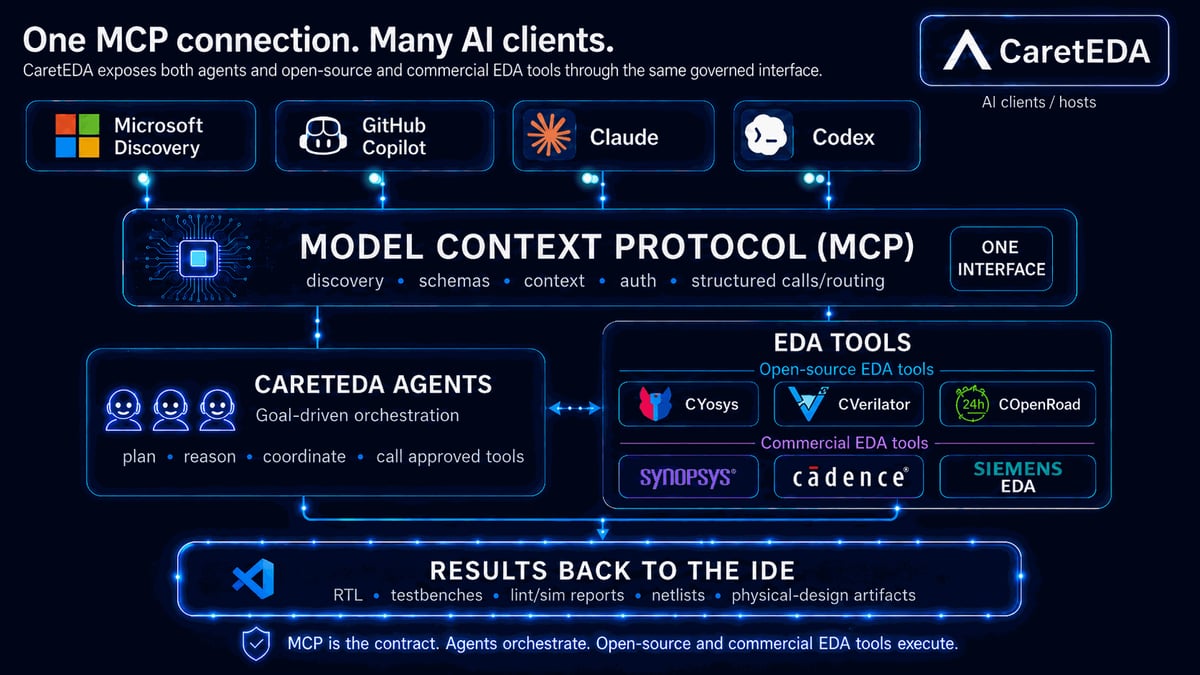 One MCP connection. Many AI clients.
CaretEDA exposes both agents and open-source and commercial EDA tools through the same governed interface.
CaretEDA
AI clients / hosts
Microsoft
Discovery
GitHub
Copilot
Claude
Codex
MODEL CONTEXT PROTOCOL (MCP)
discovery • schemas • context • auth • structured calls/routing
ONE
INTERFACE
CARETEDA AGENTS
Goal-driven orchestration
plan • reason • coordinate • call approved tools
EDA TOOLS
Open-source EDA tools
CYosys
CVerilator
24h COpenRoad
Commercial EDA tools
SYNOPSYS®
cādence®
SIEMENS
EDA
RESULTS BACK TO THE IDE
RTL • testbenches • lint/sim reports • netlists • physical-design artifacts
MCP is the contract. Agents orchestrate. Open-source and commercial EDA tools execute.